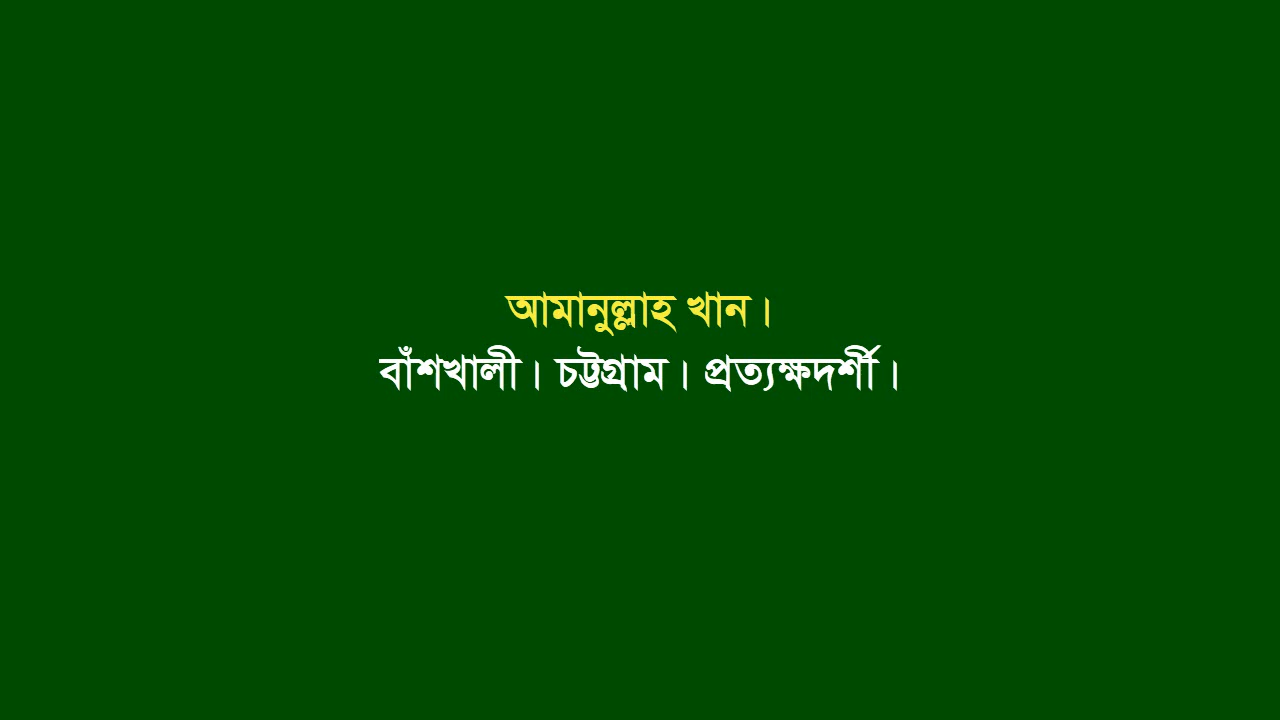 আমানুল্লাহ খান।
বাঁশখালী। চট্টগ্রাম। প্রত্যক্ষদর্শী।